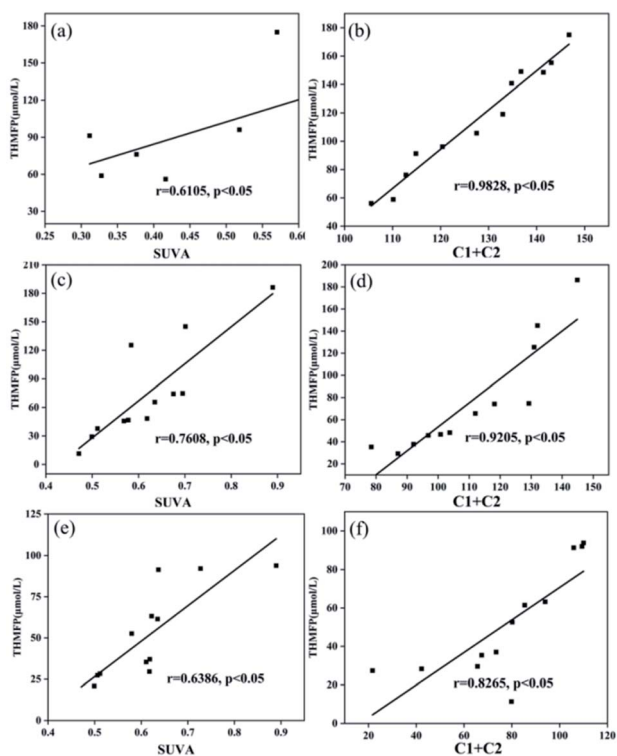 (a)
THMFP(μmol/L)
180
150
120
90
60
30
r=0.6105, p<0.05
0.25 0.30 0.35 0.40 0.45 0.50 0.55 0.60
SUVA
(b)
THMFP(μmol/L)
180
160
140
120
100
80
60
40
r=0.9828, p<0.05
100 110 120 130 140 150
C1+C2
(c)
THMFP(μmol/L)
210
180
150
120
90
60
30
0
r=0.7608, p<0.05
0.4 0.5 0.6 0.7 0.8 0.9
SUVA
(d)
THMFP(μmol/L)
200
180
160
140
120
100
80
60
40
20
r=0.9205, p<0.05
70 80 90 100 110 120 130 140 150
C1+C2
(e)
THMFP(μmol/L)
125
100
75
50
25
0
r=0.6386, p<0.05
0.4 0.5 0.6 0.7 0.8 0.9
SUVA
(f)
THMFP(μmol/L)
100
80
60
40
20
0
r=0.8265, p<0.05
20 40 60 80 100 120
C1+C2